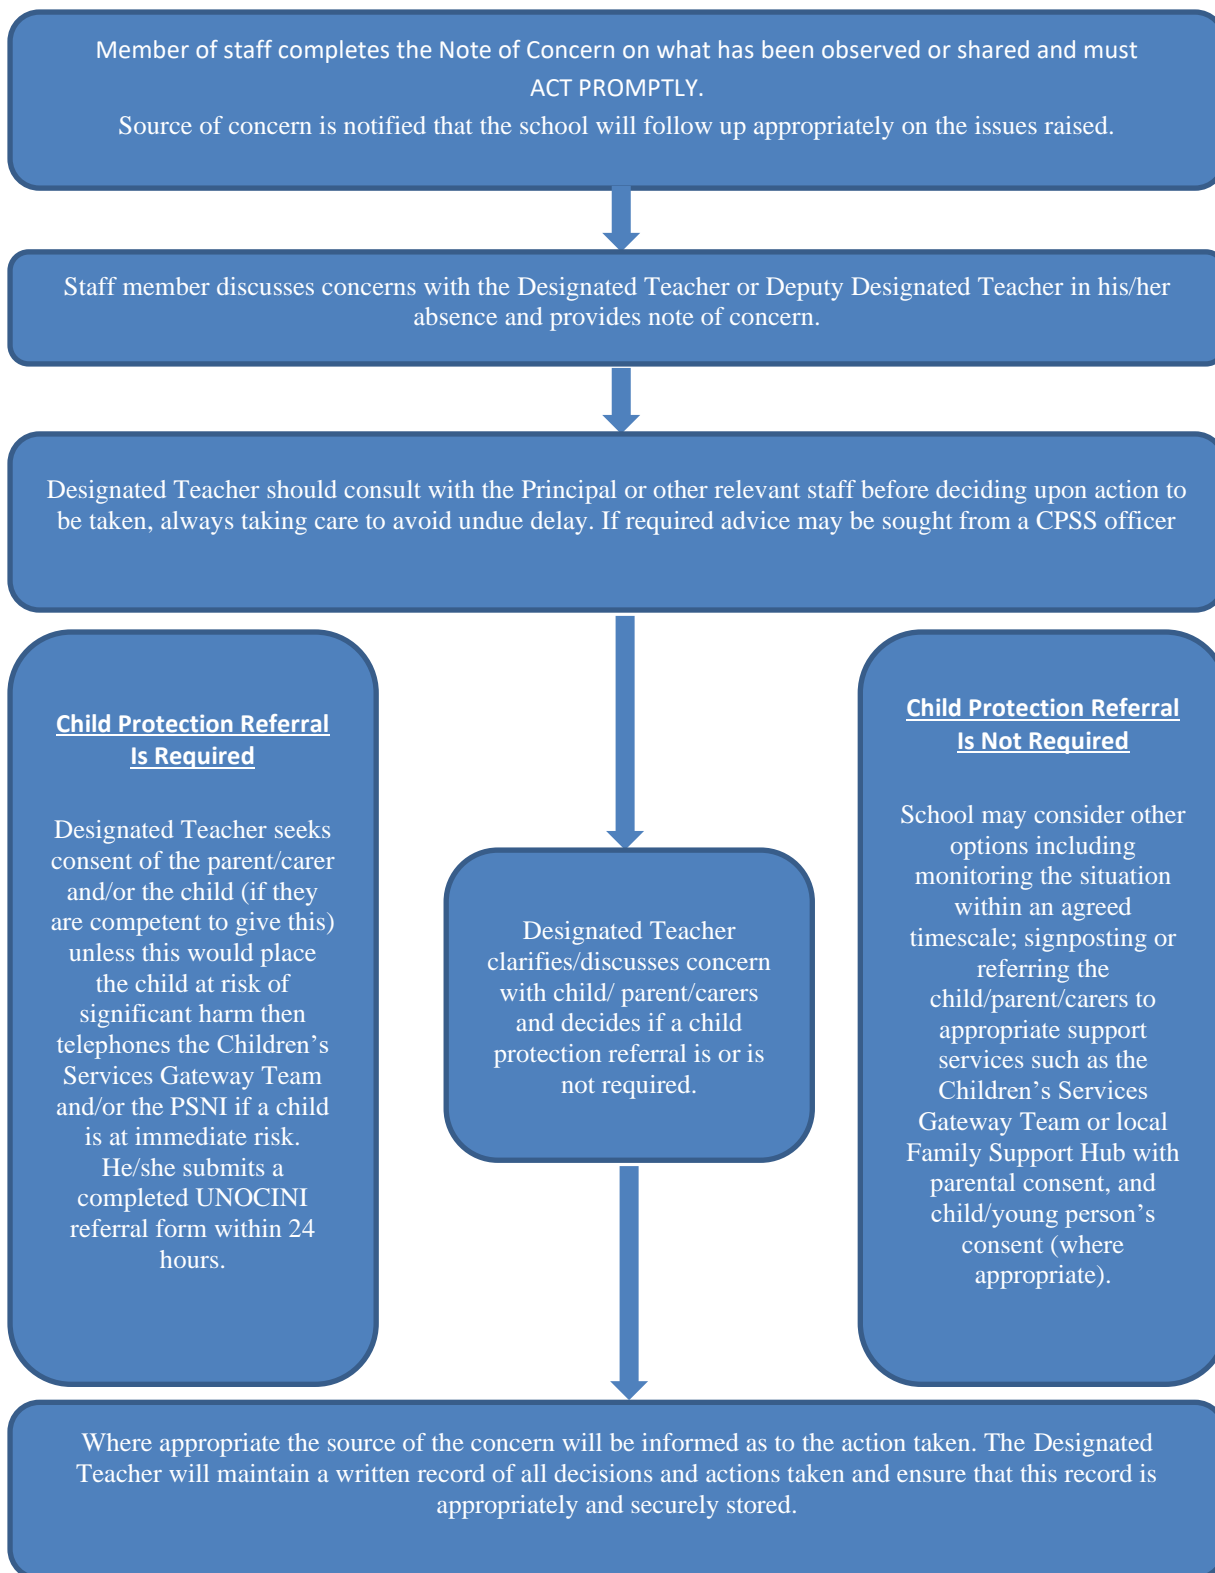 Member of staff completes the Note of Concern on what has been observed or shared and must
ACT PROMPTLY.
Source of concern is notified that the school will follow up appropriately on the issues raised.
Staff member discusses concerns with the Designated Teacher or Deputy Designated Teacher in his/her
absence and provides note of concern.
Designated Teacher should consult with the Principal or other relevant staff before deciding upon action to
be taken, always taking care to avoid undue delay. If required advice may be sought from a CPSS officer
Child Protection Referral
Is Required
Designated Teacher seeks
consent of the parent/carer
and/or the child (if they
are competent to give this)
unless this would place
the child at risk of
significant harm then
telephones the Children’s
Services Gateway Team
and/or the PSNI if a child
is at immediate risk.
He/she submits a
completed UNOCINI
referral form within 24
hours.
Designated Teacher
clarifies/discusses concern
with child/ parent/carers
and decides if a child
protection referral is or is
not required.
Child Protection Referral
Is Not Required
School may consider other
options including
monitoring the situation
within an agreed
timescale; signposting or
referring the
child/parent/carers to
appropriate support
services such as the
Children’s Services
Gateway Team or local
Family Support Hub with
parental consent, and
child/young person’s
consent (where
appropriate).
Where appropriate the source of the concern will be informed as to the action taken. The Designated
Teacher will maintain a written record of all decisions and actions taken and ensure that this record is
appropriately and securely stored.